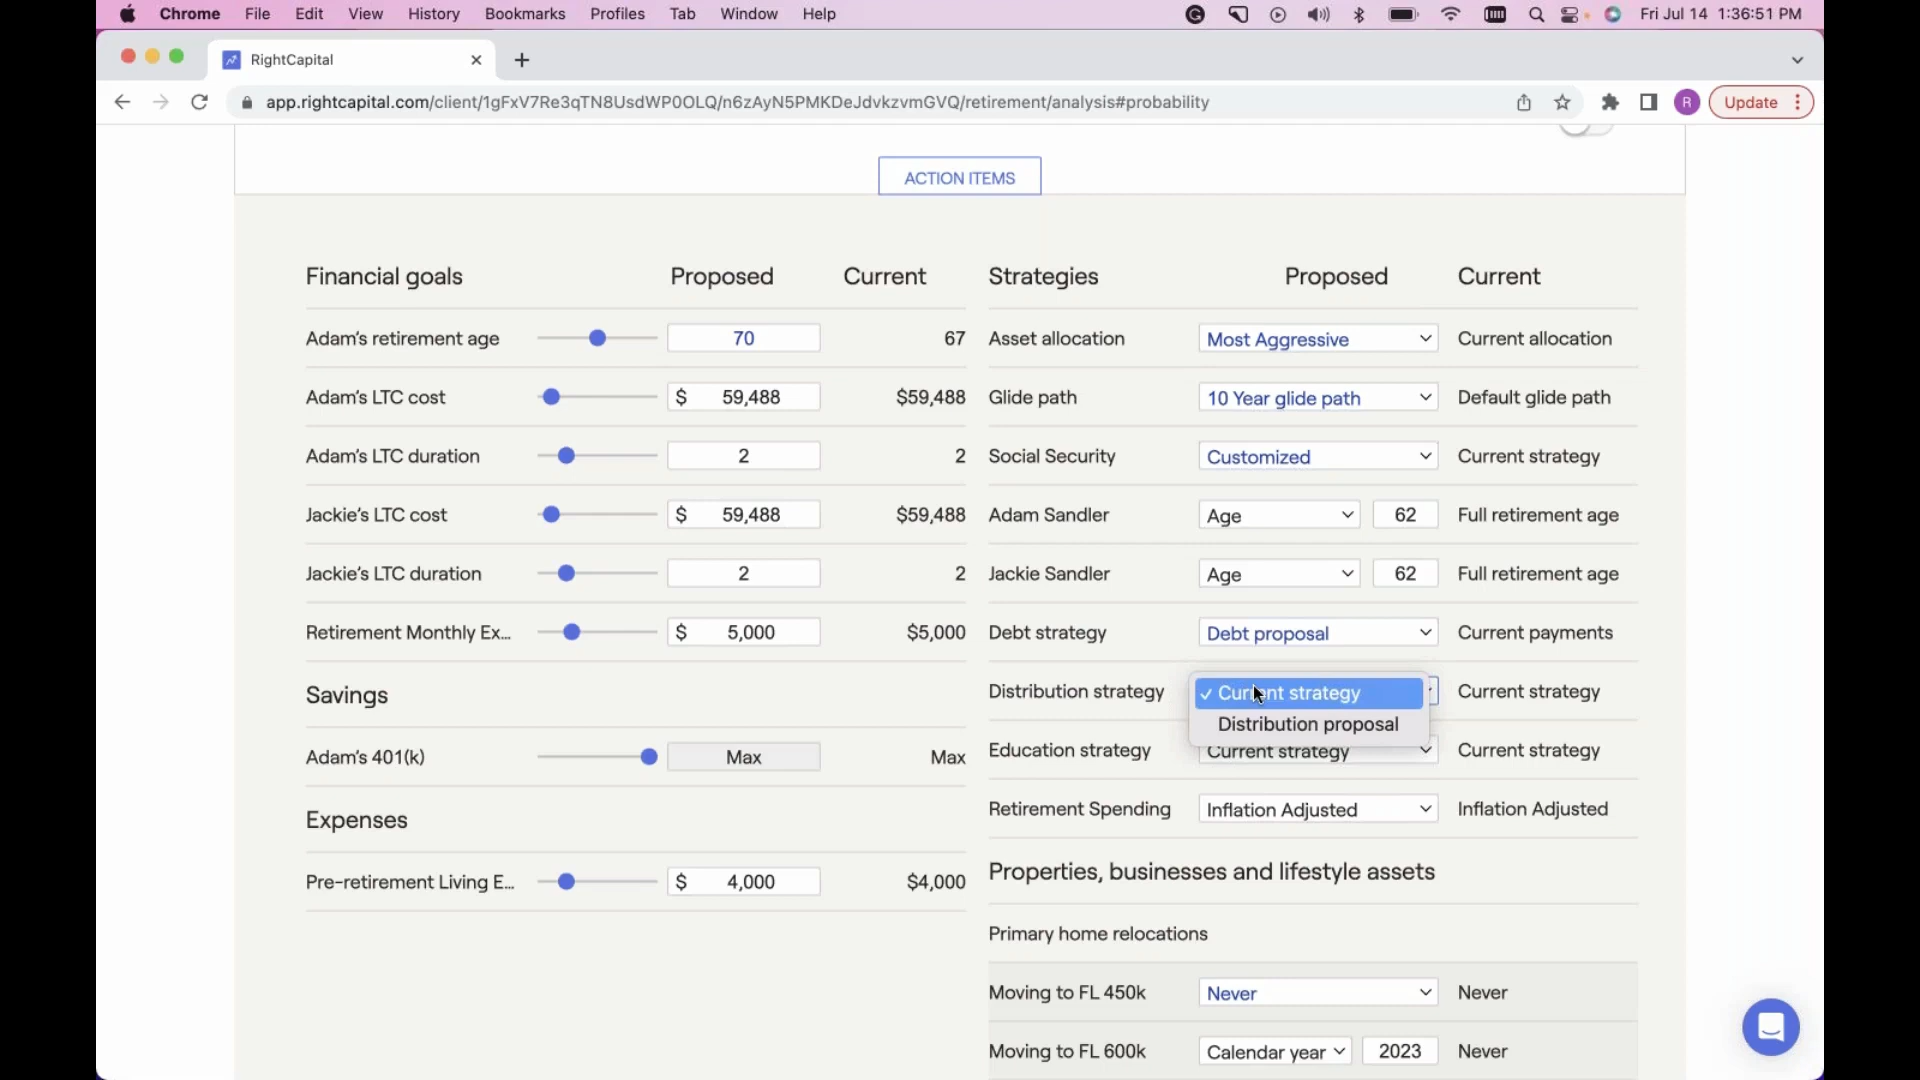 Chrome File Edit View History Bookmarks Profiles Tab Window Help Fri Jul 14 1:36:51 PM
RightCapital
app.rightcapital.com/client/1gFxV7Re3qTN8UsdWP0OLQ/n6zAyN5PMKDeJdvkzvmGVQ/retirement/analysis#probability R Update
ACTION ITEMS
Financial goals Proposed Current
Adam's retirement age 70 67
Adam's LTC cost $ 59,488 $59,488
Adam's LTC duration 2 2
Jackie's LTC cost $ 59,488 $59,488
Jackie's LTC duration 2 2
Retirement Monthly Ex... $ 5,000 $5,000
Savings
Adam's 401(k) Max Max
Expenses
Pre-retirement Living E... $ 4,000 $4,000
Strategies Proposed Current
Asset allocation Most Aggressive Current allocation
Glide path 10 Year glide path Default glide path
Social Security Customized Current strategy
Adam Sandler Age 62 Full retirement age
Jackie Sandler Age 62 Full retirement age
Debt strategy Debt proposal Current payments
Distribution strategy Current strategy Current strategy
Distribution proposal
Education strategy Current strategy Current strategy
Retirement Spending Inflation Adjusted Inflation Adjusted
Properties, businesses and lifestyle assets
Primary home relocations
Moving to FL 450k Never Never
Moving to FL 600k Calendar year 2023 Never